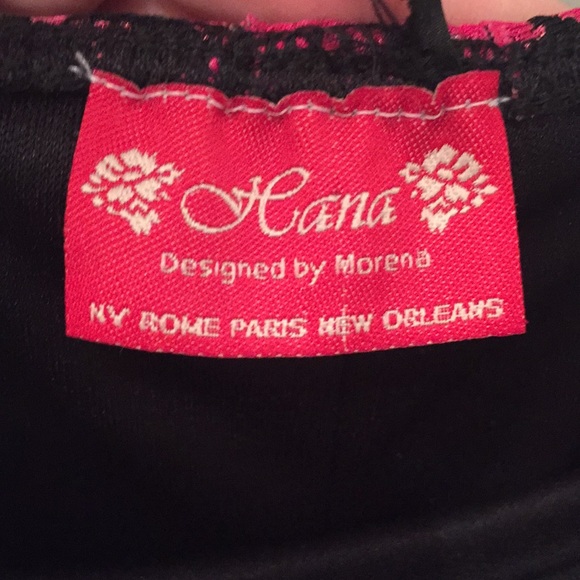 Hana
Designed by Morena
NY ROME PARIS NEW ORLEANS